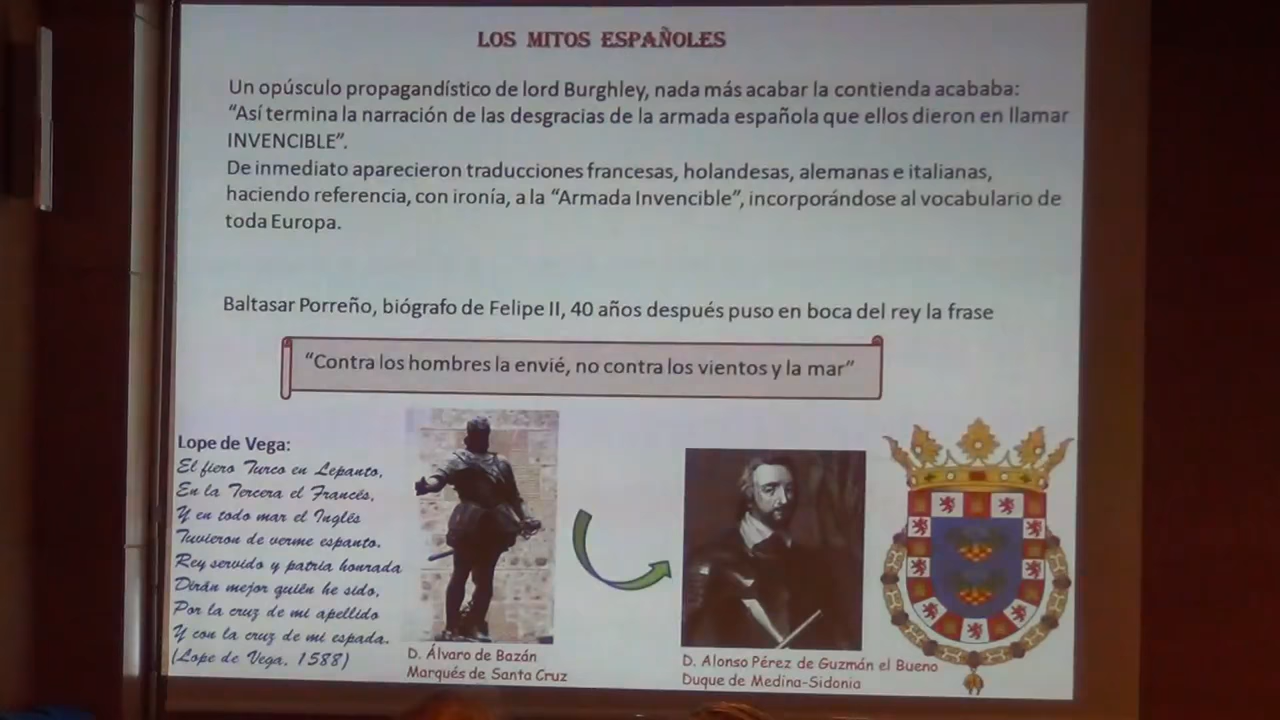 LOS MITOS ESPAÑOLES
Un opúsculo propagandístico de lord Burghley, nada más acabar la contienda acababa:
“Así termina la narración de las desgracias de la armada española que ellos dieron en llamar
INVENCIBLE”.
De inmediato aparecieron traducciones francesas, holandesas, alemanas e italianas,
haciendo referencia, con ironía, a la “Armada Invencible”, incorporándose al vocabulario de
toda Europa.
Baltasar Porreño, biógrafo de Felipe II, 40 años después puso en boca del rey la frase
“Contra los hombres la envié, no contra los vientos y la mar”
Lope de Vega:
El fiero Turco en Lepanto,
En la Tercera el Francés,
Y en todo mar el Inglés
Tuvieron de verme espanto.
Rey servido y patria honrada
Dirán mejor quién he sido,
Por la cruz de mi apellido
Y con la cruz de mi espada.
(Lope de Vega, 1588)
D. Álvaro de Bazán
Marqués de Santa Cruz
D. Alonso Pérez de Guzmán el Bueno
Duque de Medina-Sidonia